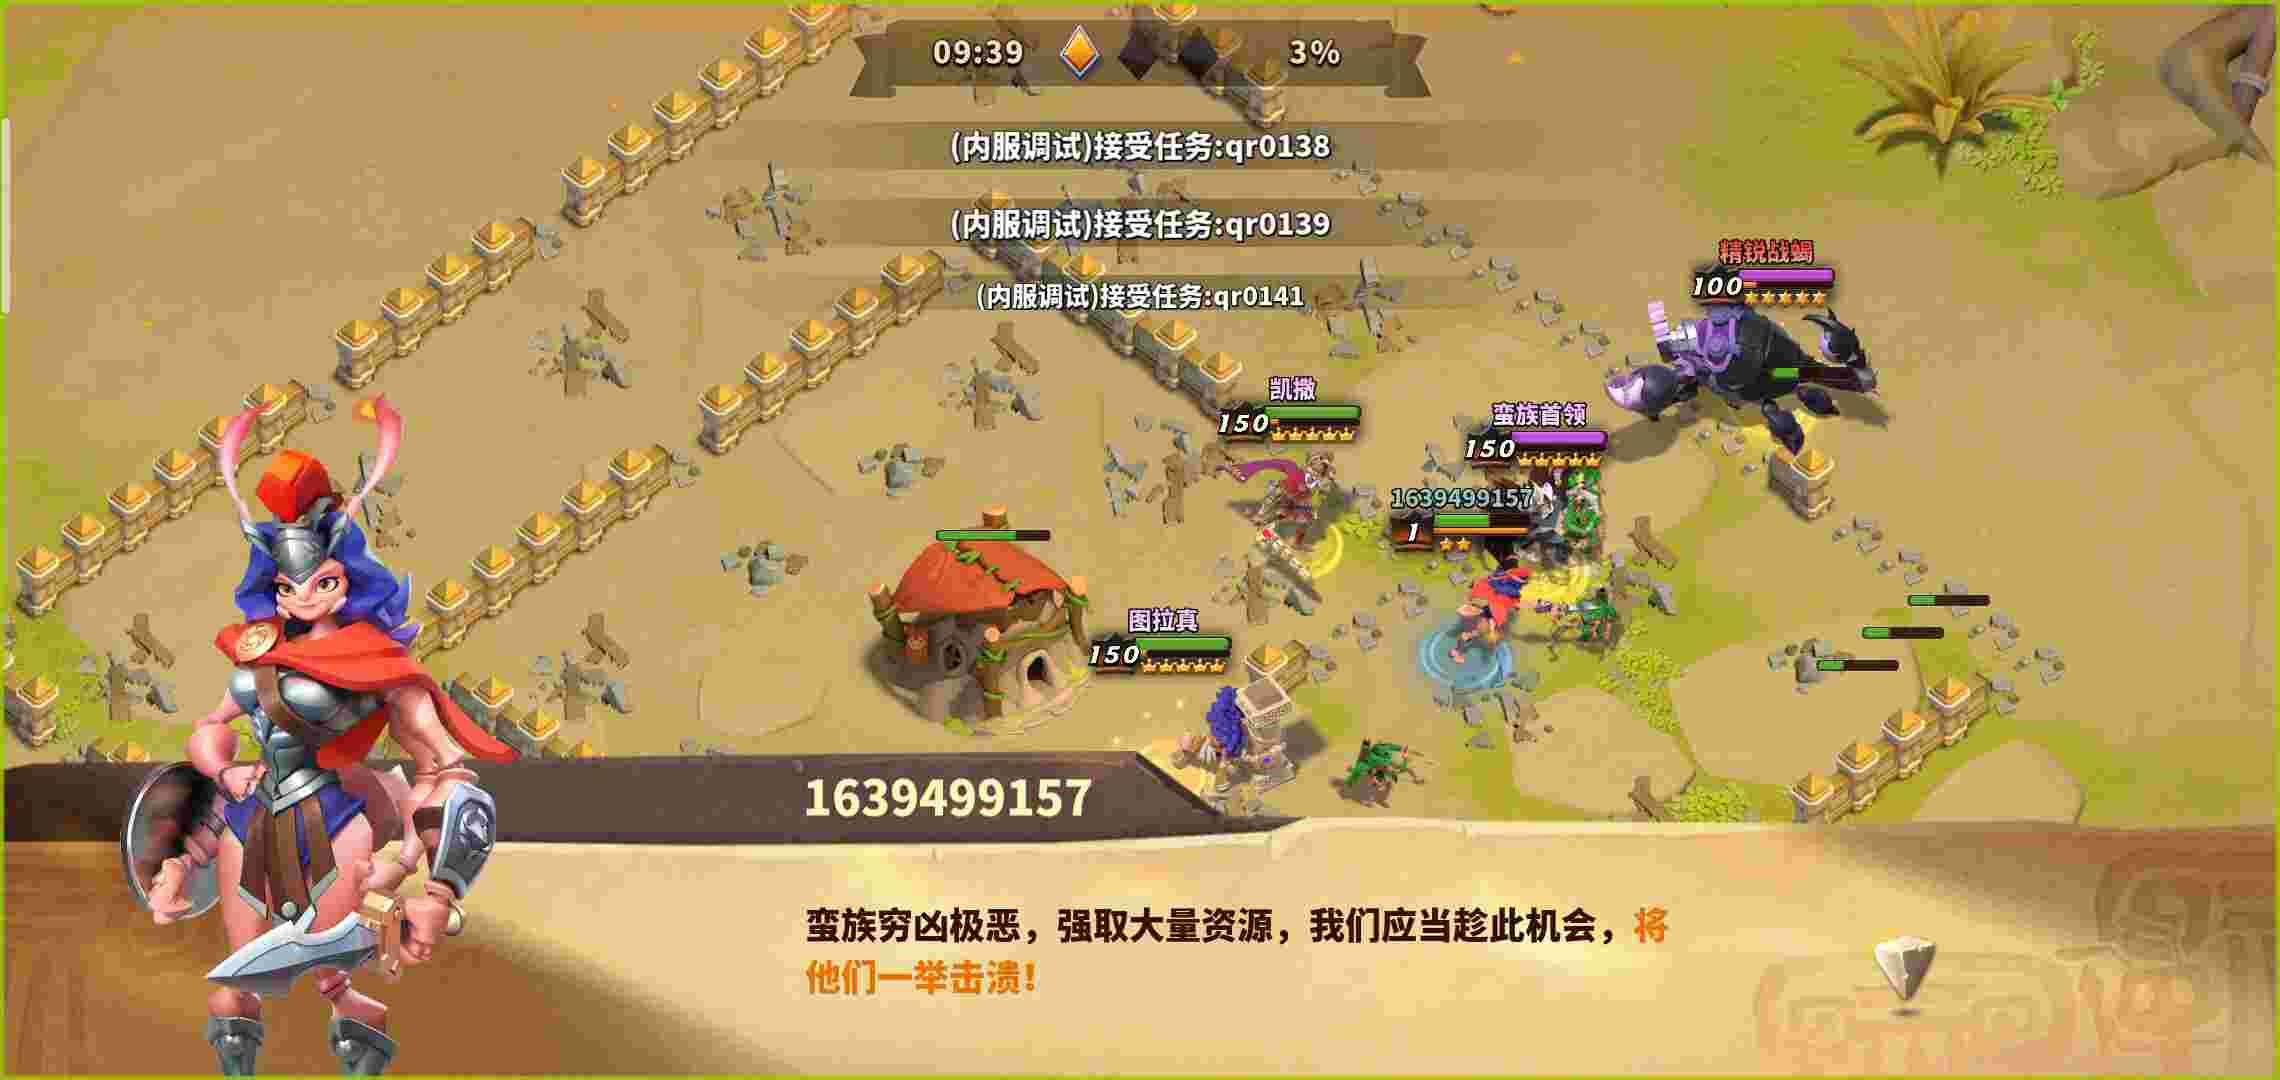 09:39
3%
(内服调试)接受任务:qr0138
(内服调试)接受任务:qr0139
(内服调试)接受任务:qr0141
精锐战蝎
100
凯撒
150
蛮族首领
150
1639499157
1
图拉真
150
1639499157
蛮族穷凶极恶，强取大量资源，我们应当趁此机会，将
他们一举击溃！